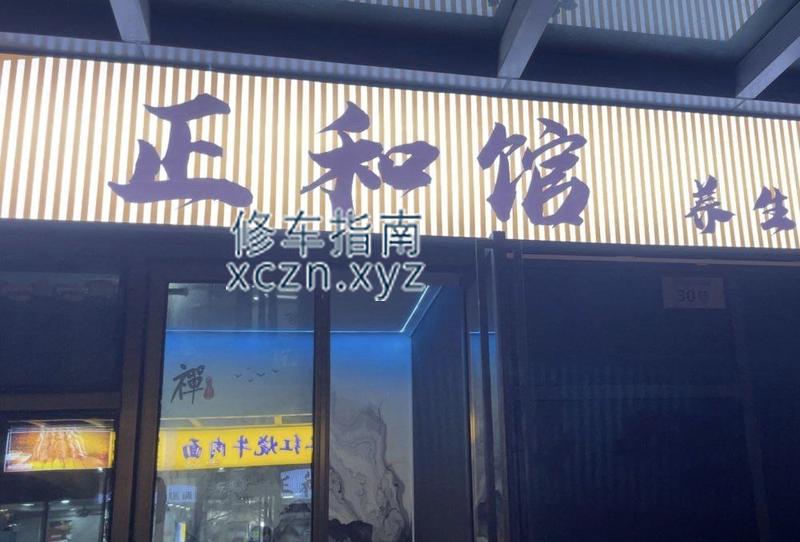 正和馆 养生
修车指南
xczn.xyz
30号
禪
红烧牛肉面